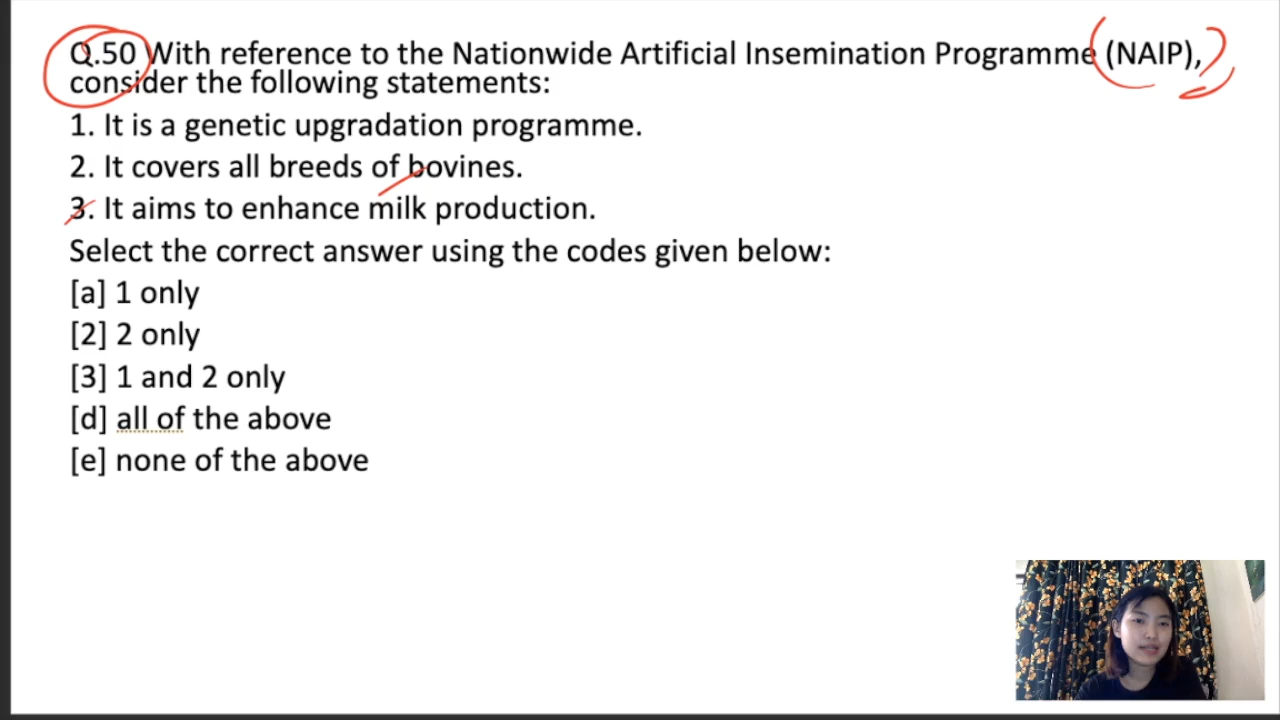 Q.50 With reference to the Nationwide Artificial Insemination Programme (NAIP),
consider the following statements:
1. It is a genetic upgradation programme.
2. It covers all breeds of bovines.
3. It aims to enhance milk production.
Select the correct answer using the codes given below:
[a] 1 only
[2] 2 only
[3] 1 and 2 only
[d] all of the above
[e] none of the above